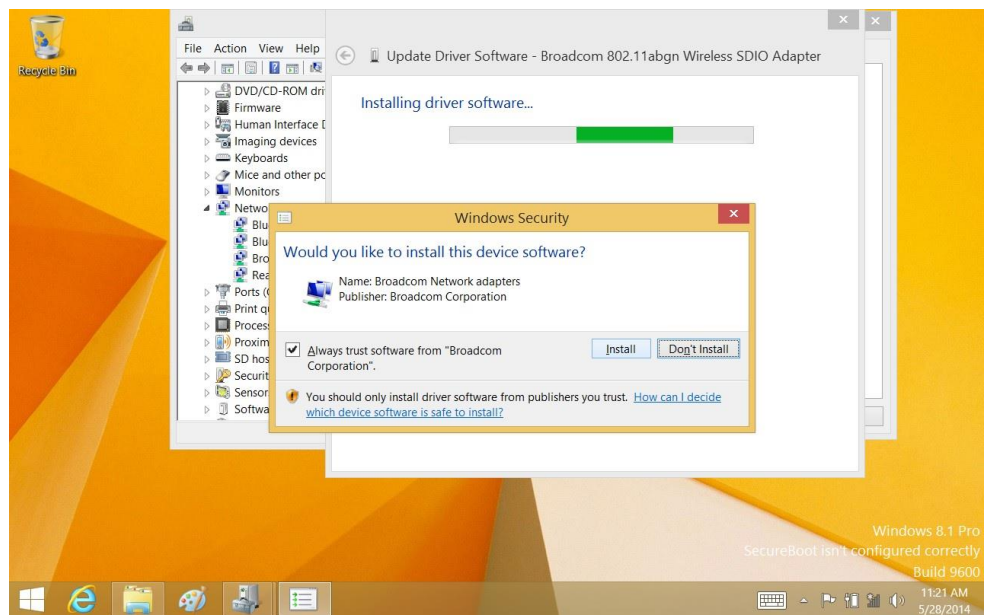 Recycle Bin
File Action View Help
DVD/CD-ROM dri
Firmware
Human Interface D
Imaging devices
Keyboards
Mice and other po
Monitors
Netwo
Blu
Blu
Bro
Rea
Ports (
Print q
Process
Proxim
SD hos
Securit
Sensor
Softwa
Update Driver Software - Broadcom 802.11abgn Wireless SDIO Adapter
Installing driver software...
Windows Security
Would you like to install this device software?
Name: Broadcom Network adapters
Publisher: Broadcom Corporation
Always trust software from "Broadcom
Corporation".
Install
Don't Install
You should only install driver software from publishers you trust. How can I decide
which device software is safe to install?
Windows 8.1 Pro
SecureBoot isn't configured correctly
Build 9600
11:21 AM
5/28/2014